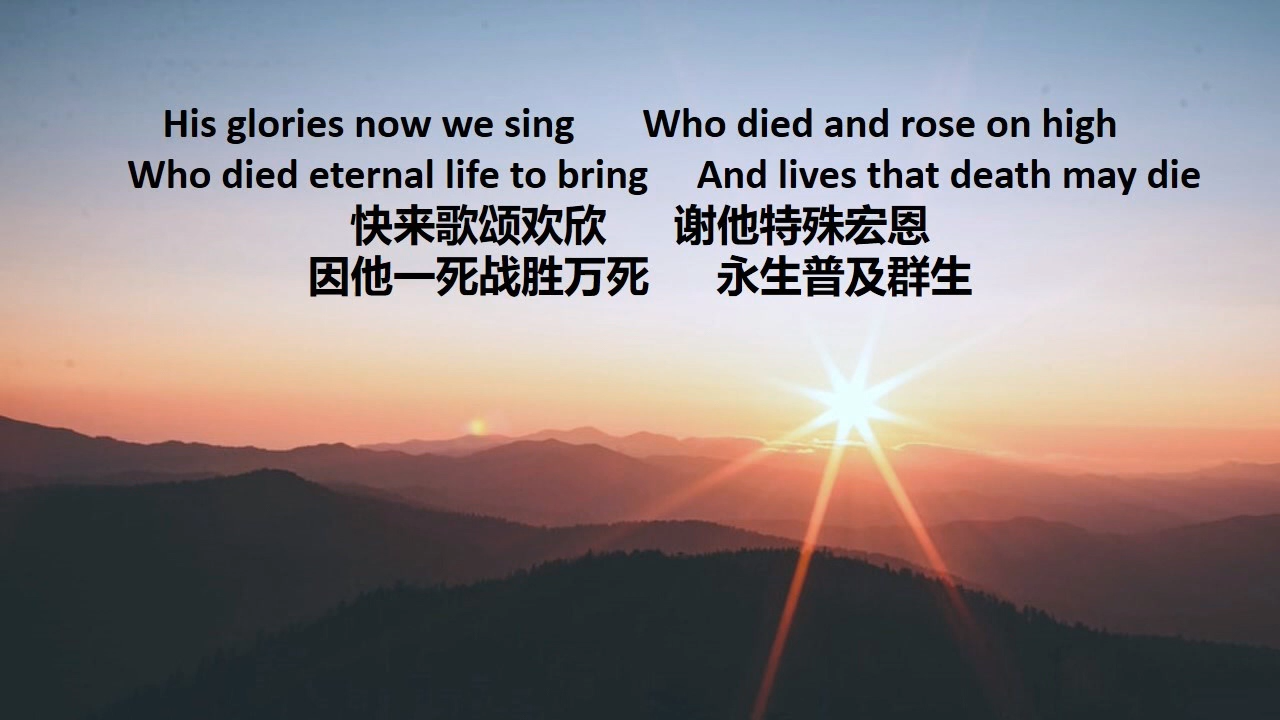 His glories now we sing Who died and rose on high
Who died eternal life to bring And lives that death may die
快来歌颂欢欣 谢他特殊宏恩
因他一死战胜万死 永生普及群生